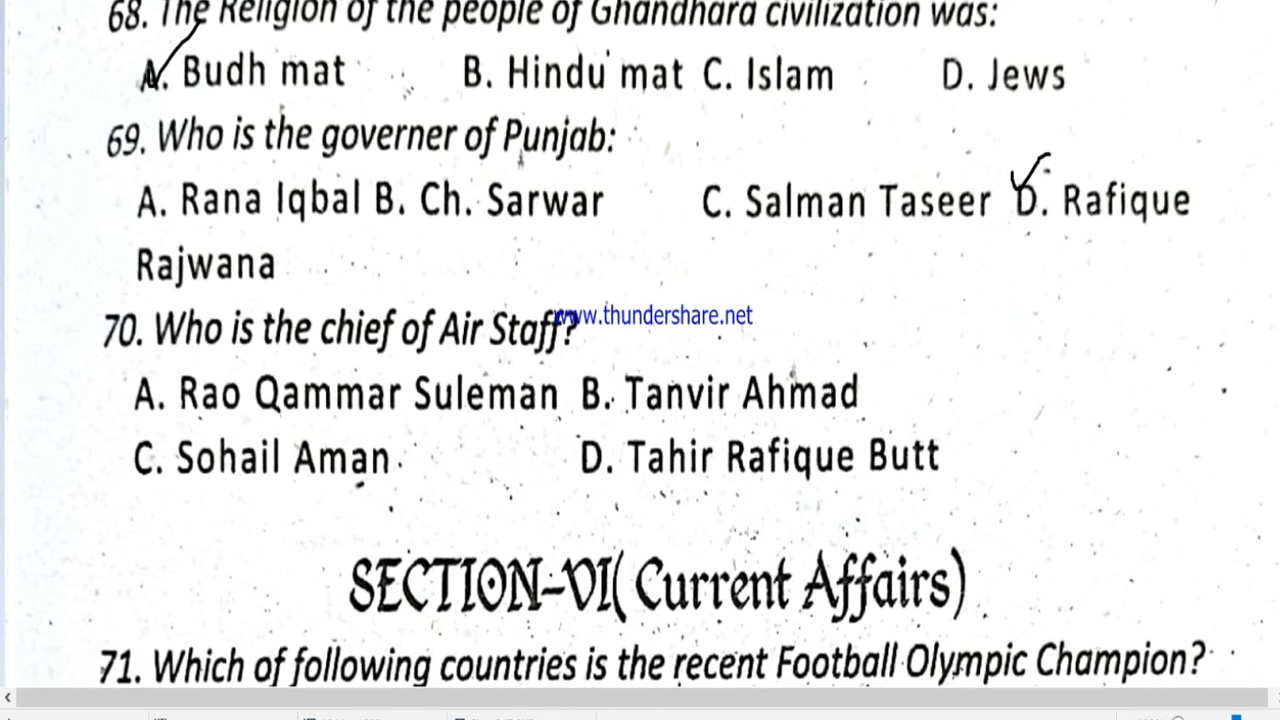 68. The Religion of the people of Ghandhara civilization was:
A. Budh mat B. Hindu mat C. Islam D. Jews
69. Who is the governer of Punjab:
A. Rana Iqbal B. Ch. Sarwar C. Salman Taseer D. Rafique
Rajwana
70. Who is the chief of Air Staff?
www.thundershare.net
A. Rao Qammar Suleman B. Tanvir Ahmad
C. Sohail Aman D. Tahir Rafique Butt
SECTION-VI( Current Affairs)
71. Which of following countries is the recent Football Olympic Champion?